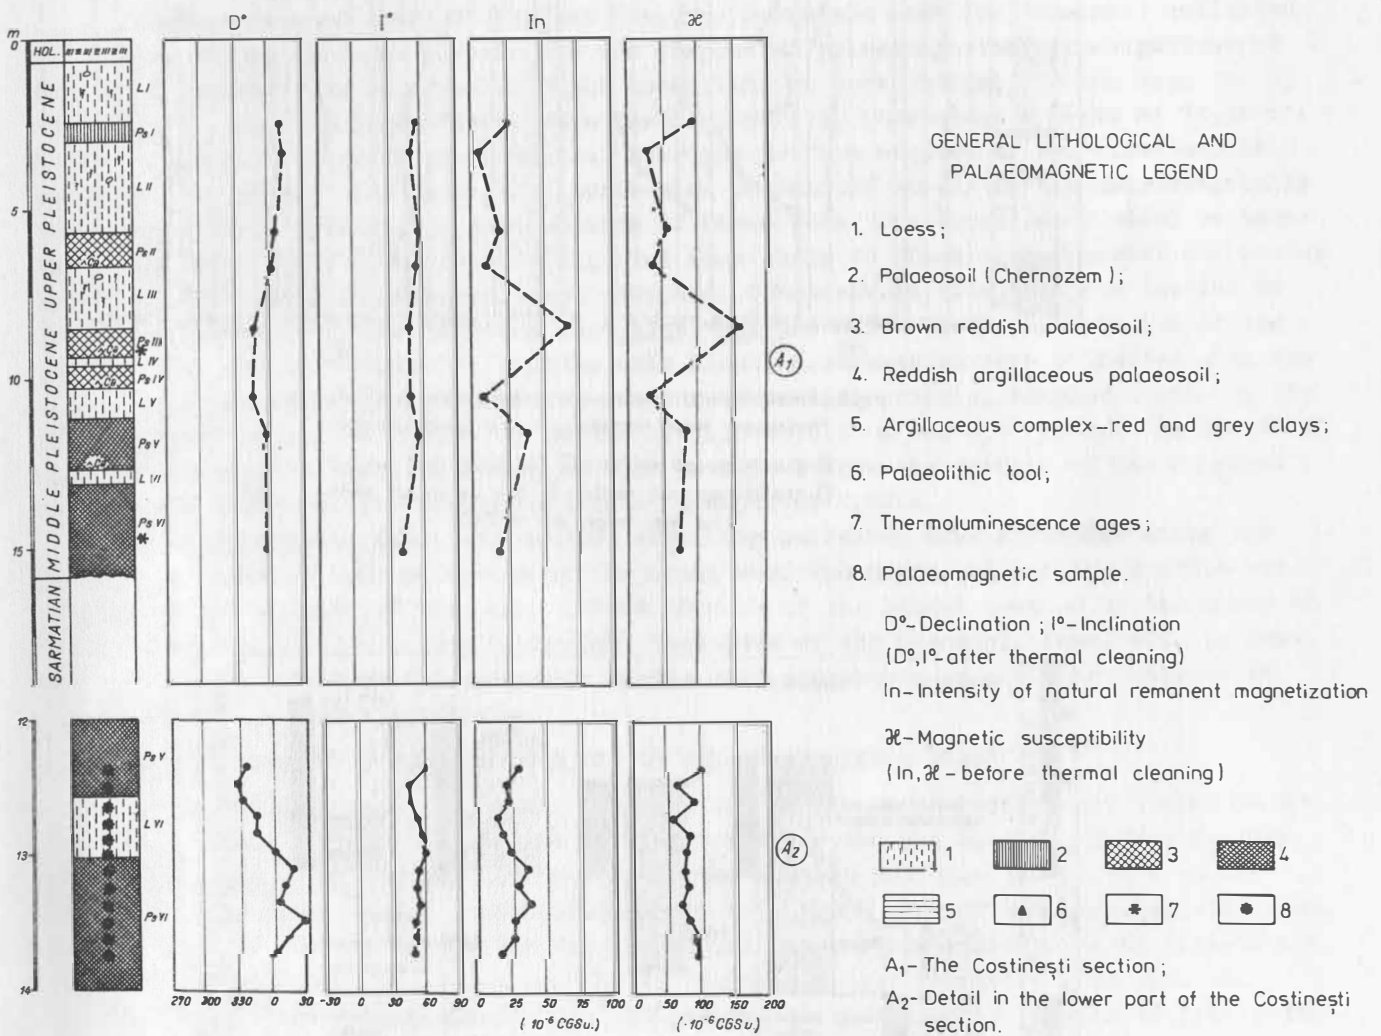 D° I° In ϰ
m
0
5
10
15
HOL.
UPPER PLEISTOCENE
MIDDLE PLEISTOCENE
SARMATIAN
L I
Ps I
L II
Ps II
L III
Ps III
L IV
Ps IV
L V
Ps V
L VI
Ps VI
A1
12
13
14
Ps V
L VI
Ps VI
A2
270 300 330 0 30
-30 0 30 60 90
0 25 50 75 100
0 50 100 150 200
(·10⁻⁶CGSu.) (·10⁻⁶CGSu.)
GENERAL LITHOLOGICAL AND
PALAEOMAGNETIC LEGEND
1. Loess;
2. Palaeosoil (Chernozem);
3. Brown reddish palaeosoil;
4. Reddish argillaceous palaeosoil;
5. Argillaceous complex-red and grey clays;
6. Palaeolithic tool;
7. Thermoluminescence ages;
8. Palaeomagnetic sample.
D°-Declination ; I°-Inclination
(D°,I°-after thermal cleaning)
In-Intensity of natural remanent magnetization
ϰ-Magnetic susceptibility
(In,ϰ-before thermal cleaning)
1 2 3 4
5 6 7 8
A1-The Costineşti section;
A2-Detail in the lower part of the Costineşti
section.